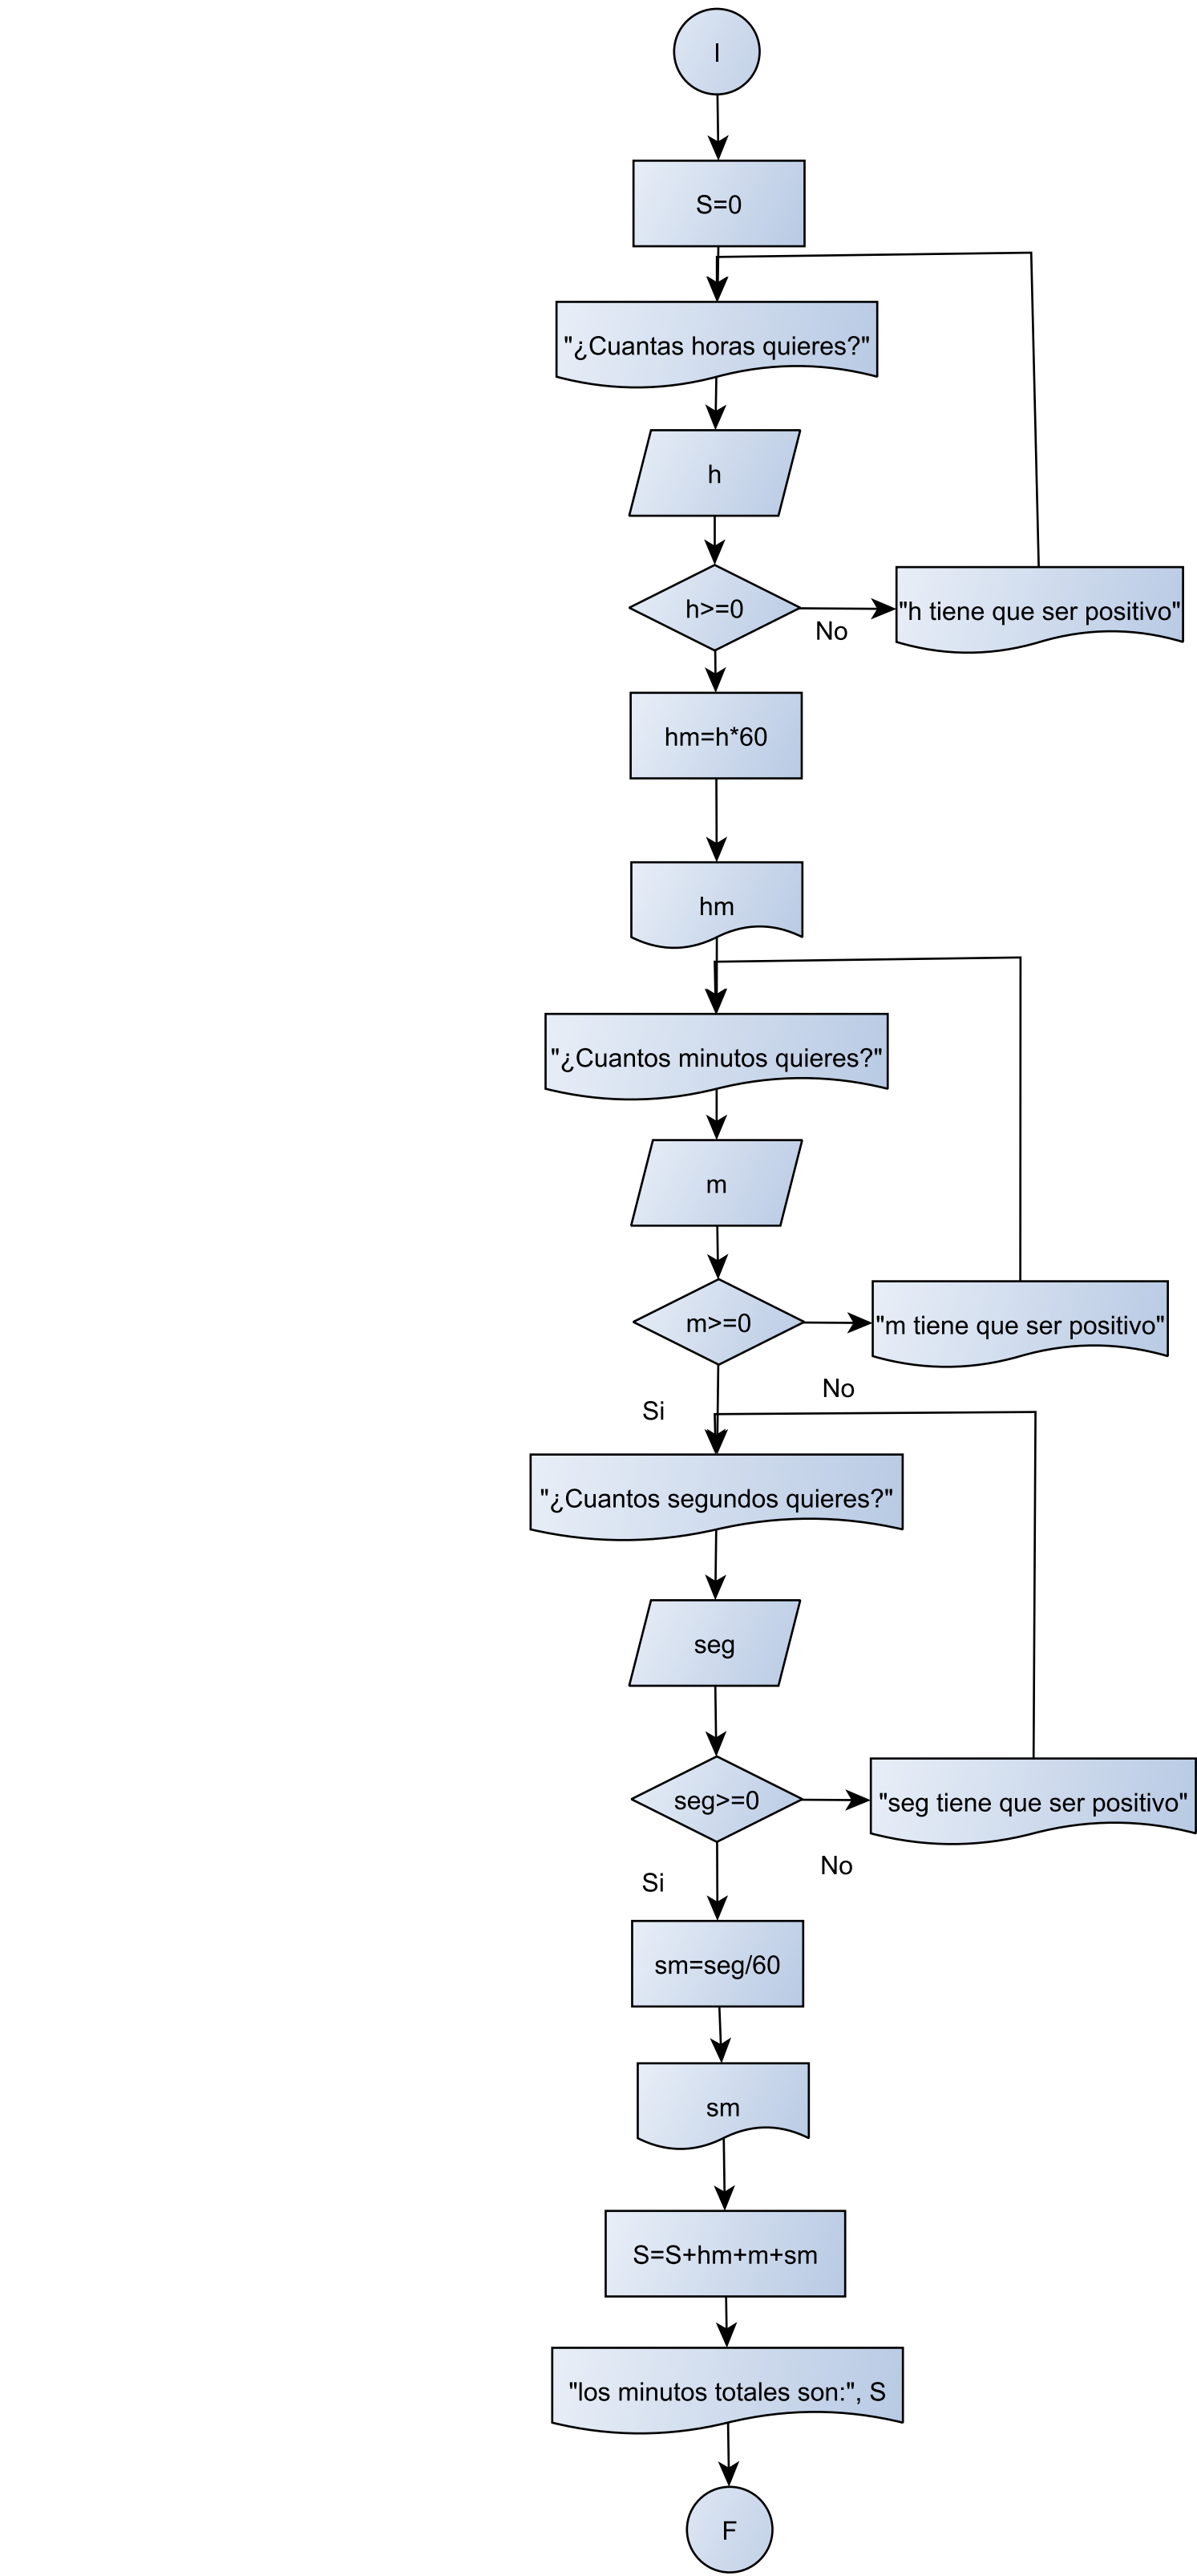 I
S=0
"¿Cuantas horas quieres?"
h
h>=0
"h tiene que ser positivo"
No
hm=h*60
hm
"¿Cuantos minutos quieres?"
m
m>=0
"m tiene que ser positivo"
No
Si
"¿Cuantos segundos quieres?"
seg
seg>=0
"seg tiene que ser positivo"
No
Si
sm=seg/60
sm
S=S+hm+m+sm
"los minutos totales son:", S
F